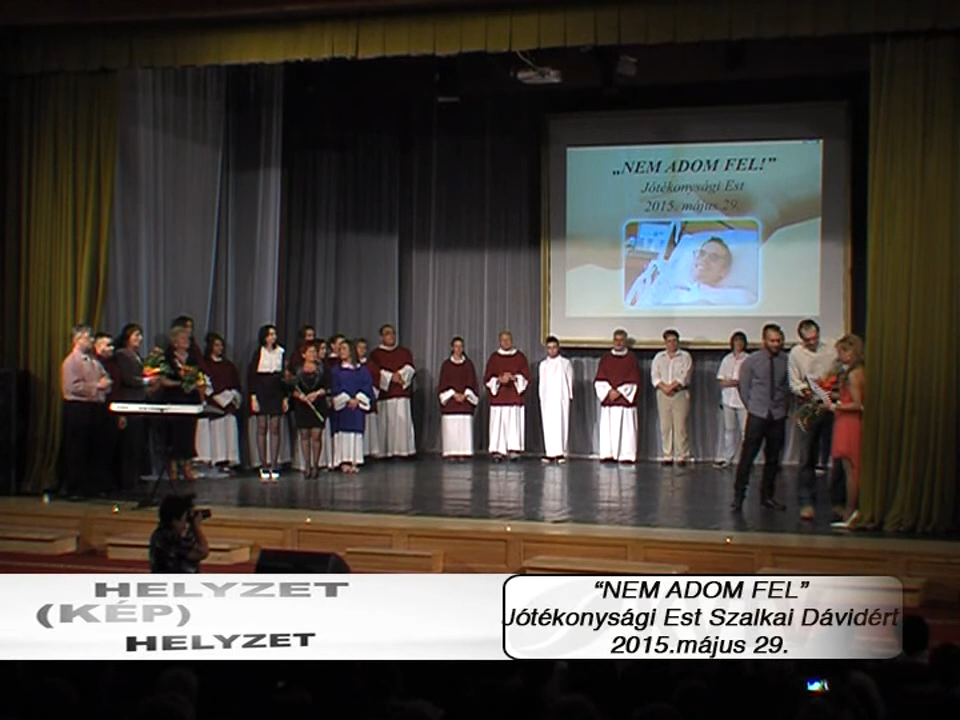 „NEM ADOM FEL!”
Jótékonysági Est
2015. május 29.
HELYZET
(KÉP)
HELYZET
“NEM ADOM FEL”
Jótékonysági Est Szalkai Dávidért
2015.május 29.